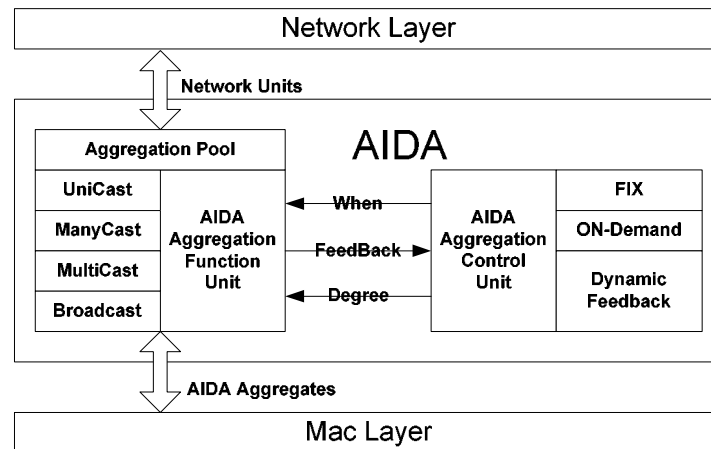 Network Layer
Network Units
AIDA
Aggregation Pool
UniCast
ManyCast
MultiCast
Broadcast
AIDA
Aggregation
Function
Unit
When
FeedBack
Degree
AIDA
Aggregation
Control
Unit
FIX
ON-Demand
Dynamic
Feedback
AIDA Aggregates
Mac Layer